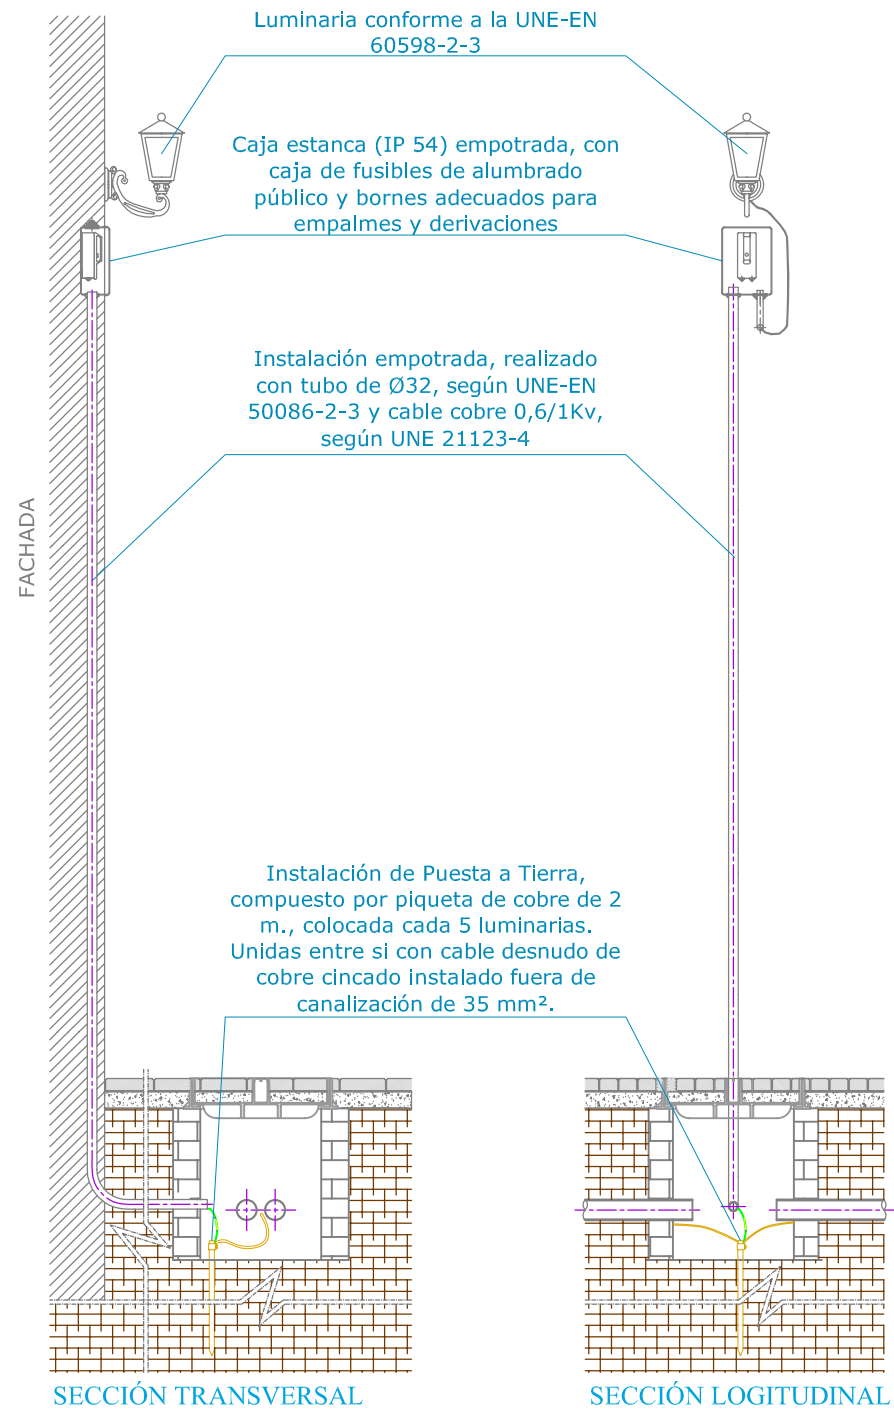 Luminaria conforme a la UNE-EN
60598-2-3
Caja estanca (IP 54) empotrada, con
caja de fusibles de alumbrado
público y bornes adecuados para
empalmes y derivaciones
Instalación empotrada, realizado
con tubo de Ø32, según UNE-EN
50086-2-3 y cable cobre 0,6/1Kv,
según UNE 21123-4
FACHADA
Instalación de Puesta a Tierra,
compuesto por piqueta de cobre de 2
m., colocada cada 5 luminarias.
Unidas entre si con cable desnudo de
cobre cincado instalado fuera de
canalización de 35 mm².
SECCIÓN TRANSVERSAL
SECCIÓN LOGITUDINAL